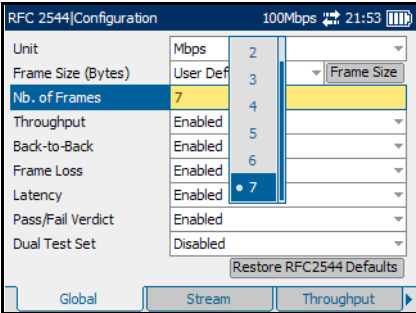 RFC 2544|Configuration 100Mbps 21:53
Unit Mbps
Frame Size (Bytes) User Def Frame Size
Nb. of Frames 7
Throughput Enabled
Back-to-Back Enabled
Frame Loss Enabled
Latency Enabled
Pass/Fail Verdict Enabled
Dual Test Set Disabled
2
3
4
5
6
7
Restore RFC2544 Defaults
Global Stream Throughput